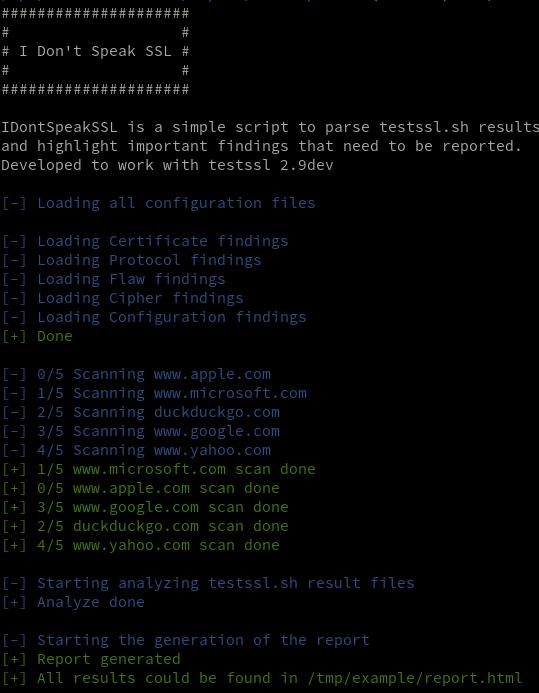 #####################
#                   #
# I Don't Speak SSL #
#                   #
#####################
IDontSpeakSSL is a simple script to parse testssl.sh results
and highlight important findings that need to be reported.
Developed to work with testssl 2.9dev
[-] Loading all configuration files
[-] Loading Certificate findings
[-] Loading Protocol findings
[-] Loading Flaw findings
[-] Loading Cipher findings
[-] Loading Configuration findings
[+] Done
[-] 0/5 Scanning www.apple.com
[-] 1/5 Scanning www.microsoft.com
[-] 2/5 Scanning duckduckgo.com
[-] 3/5 Scanning www.google.com
[-] 4/5 Scanning www.yahoo.com
[+] 1/5 www.microsoft.com scan done
[+] 0/5 www.apple.com scan done
[+] 3/5 www.google.com scan done
[+] 2/5 duckduckgo.com scan done
[+] 4/5 www.yahoo.com scan done
[-] Starting analyzing testssl.sh result files
[+] Analyze done
[-] Starting the generation of the report
[+] Report generated
[+] All results could be found in /tmp/example/report.html